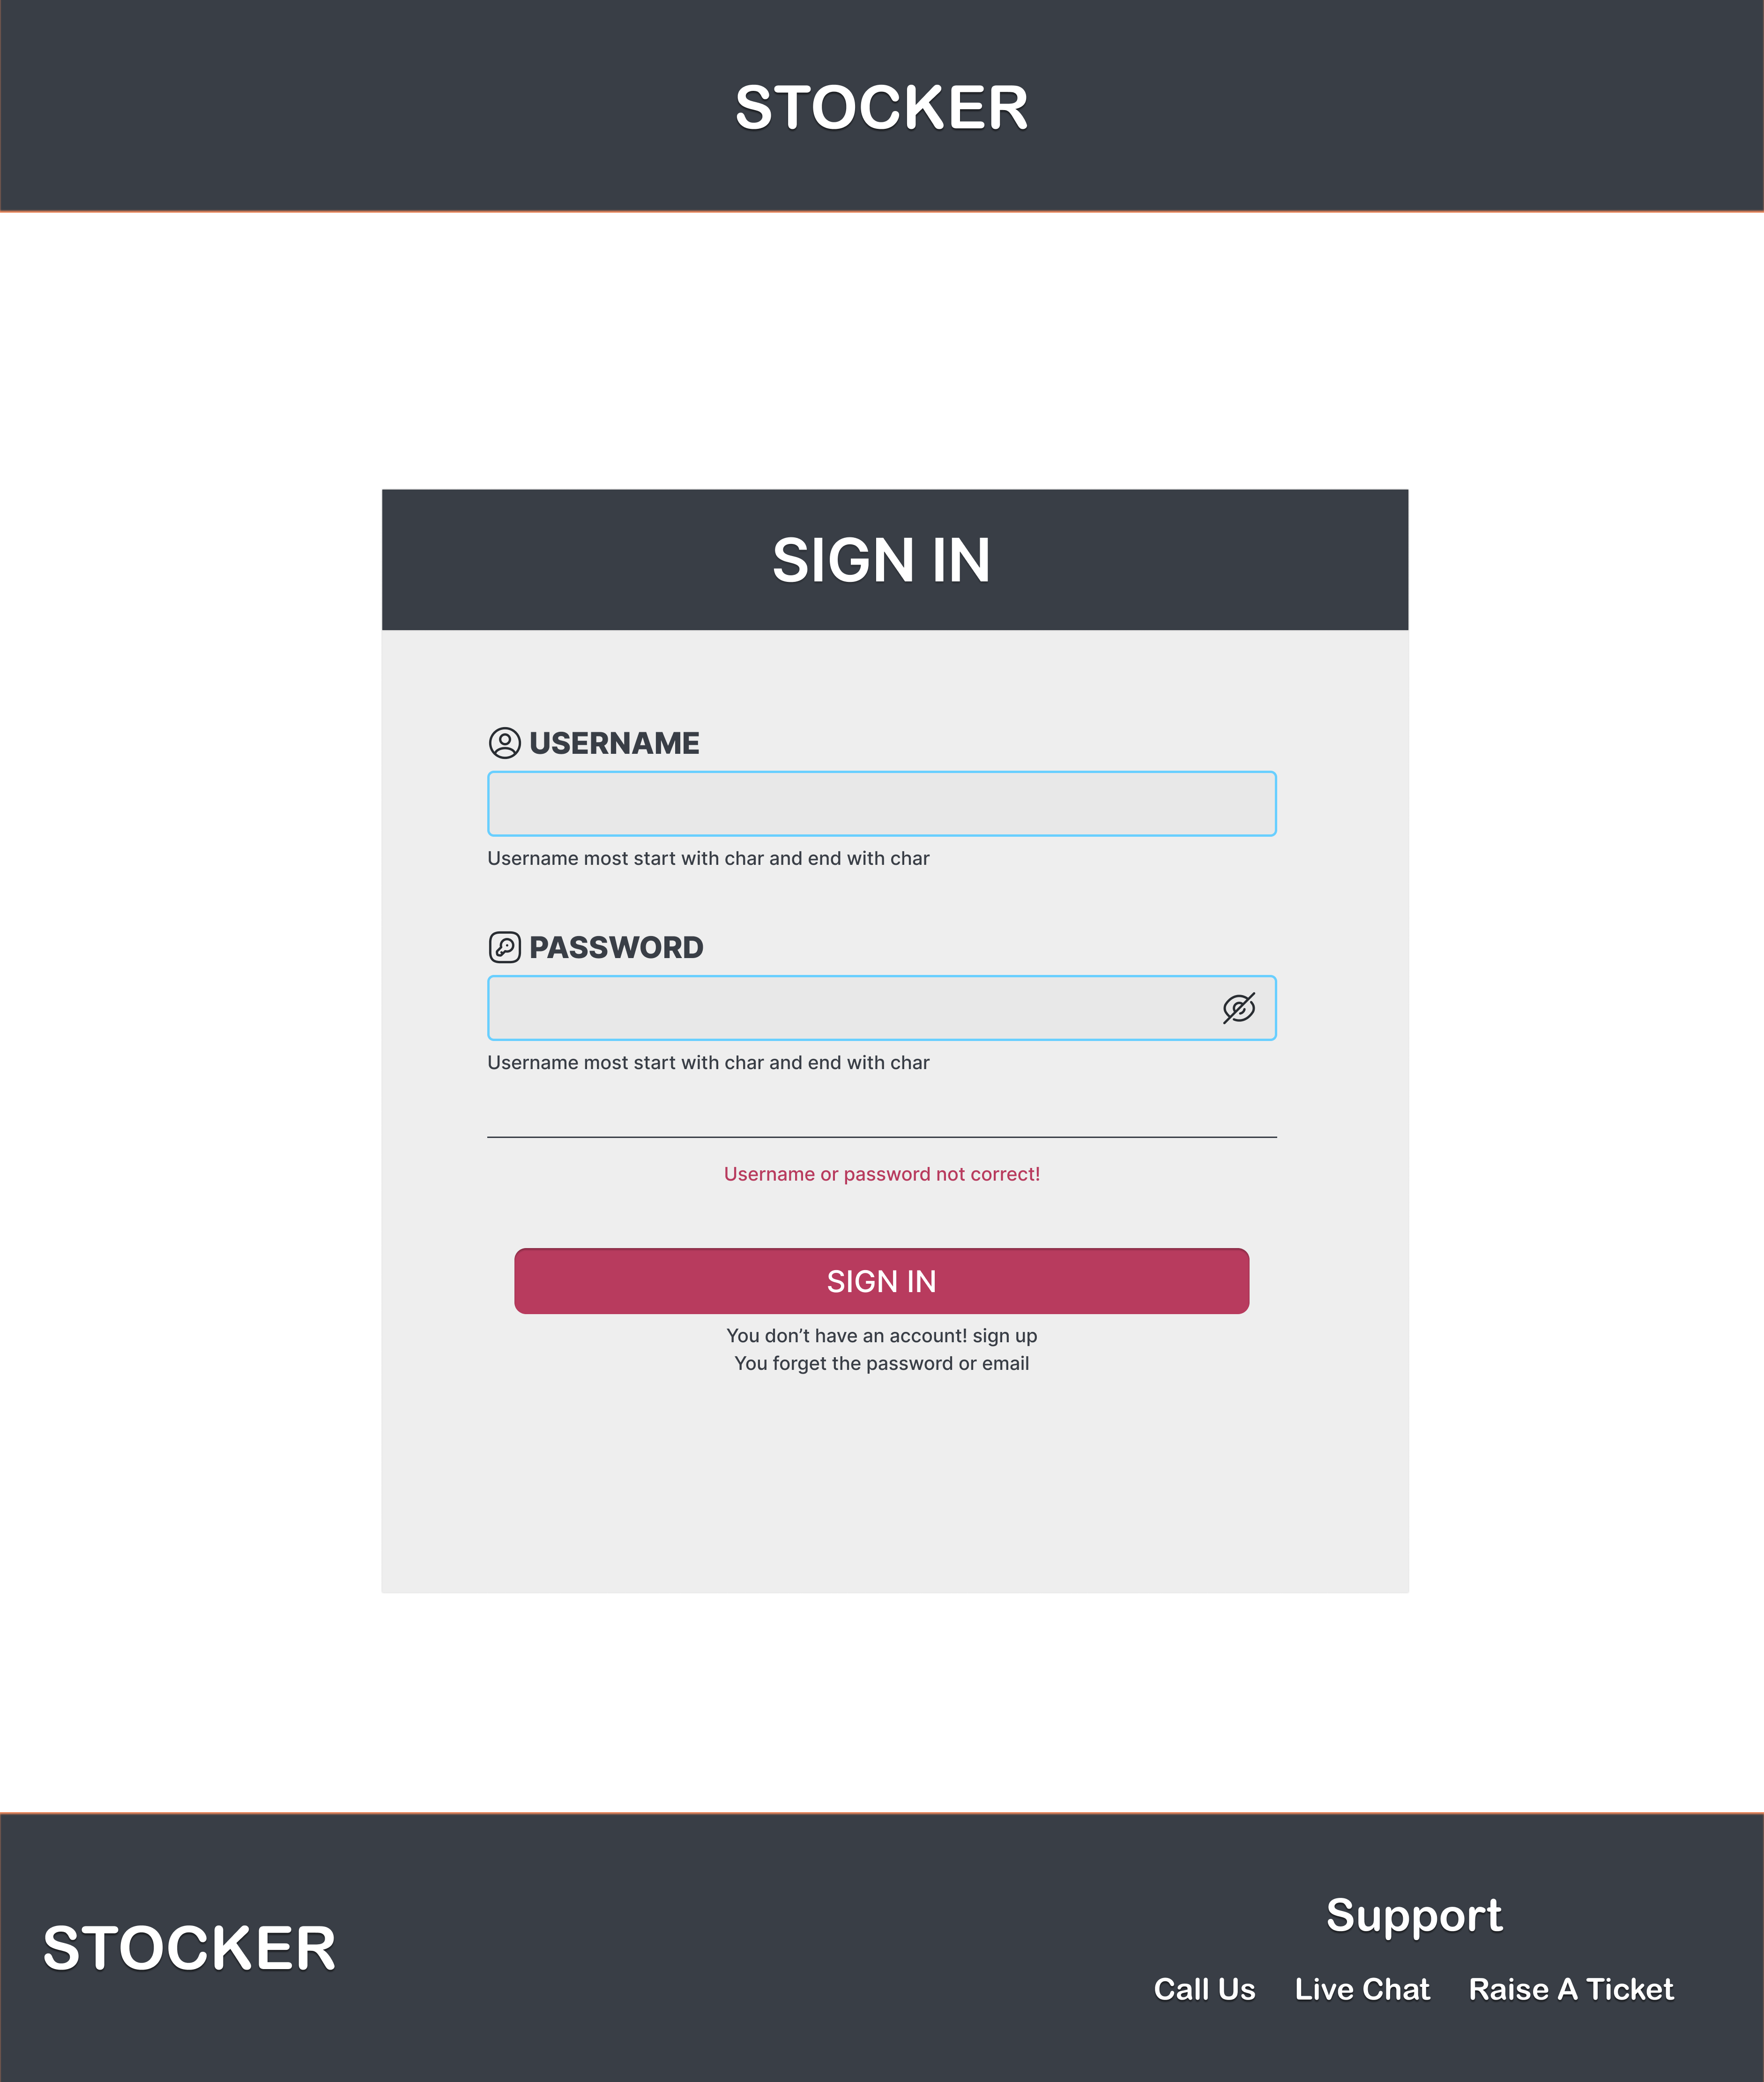 STOCKER
SIGN IN
USERNAME
Username most start with char and end with char
PASSWORD
Username most start with char and end with char
Username or password not correct!
SIGN IN
You don’t have an account! sign up
You forget the password or email
STOCKER
Support
Call Us Live Chat Raise A Ticket